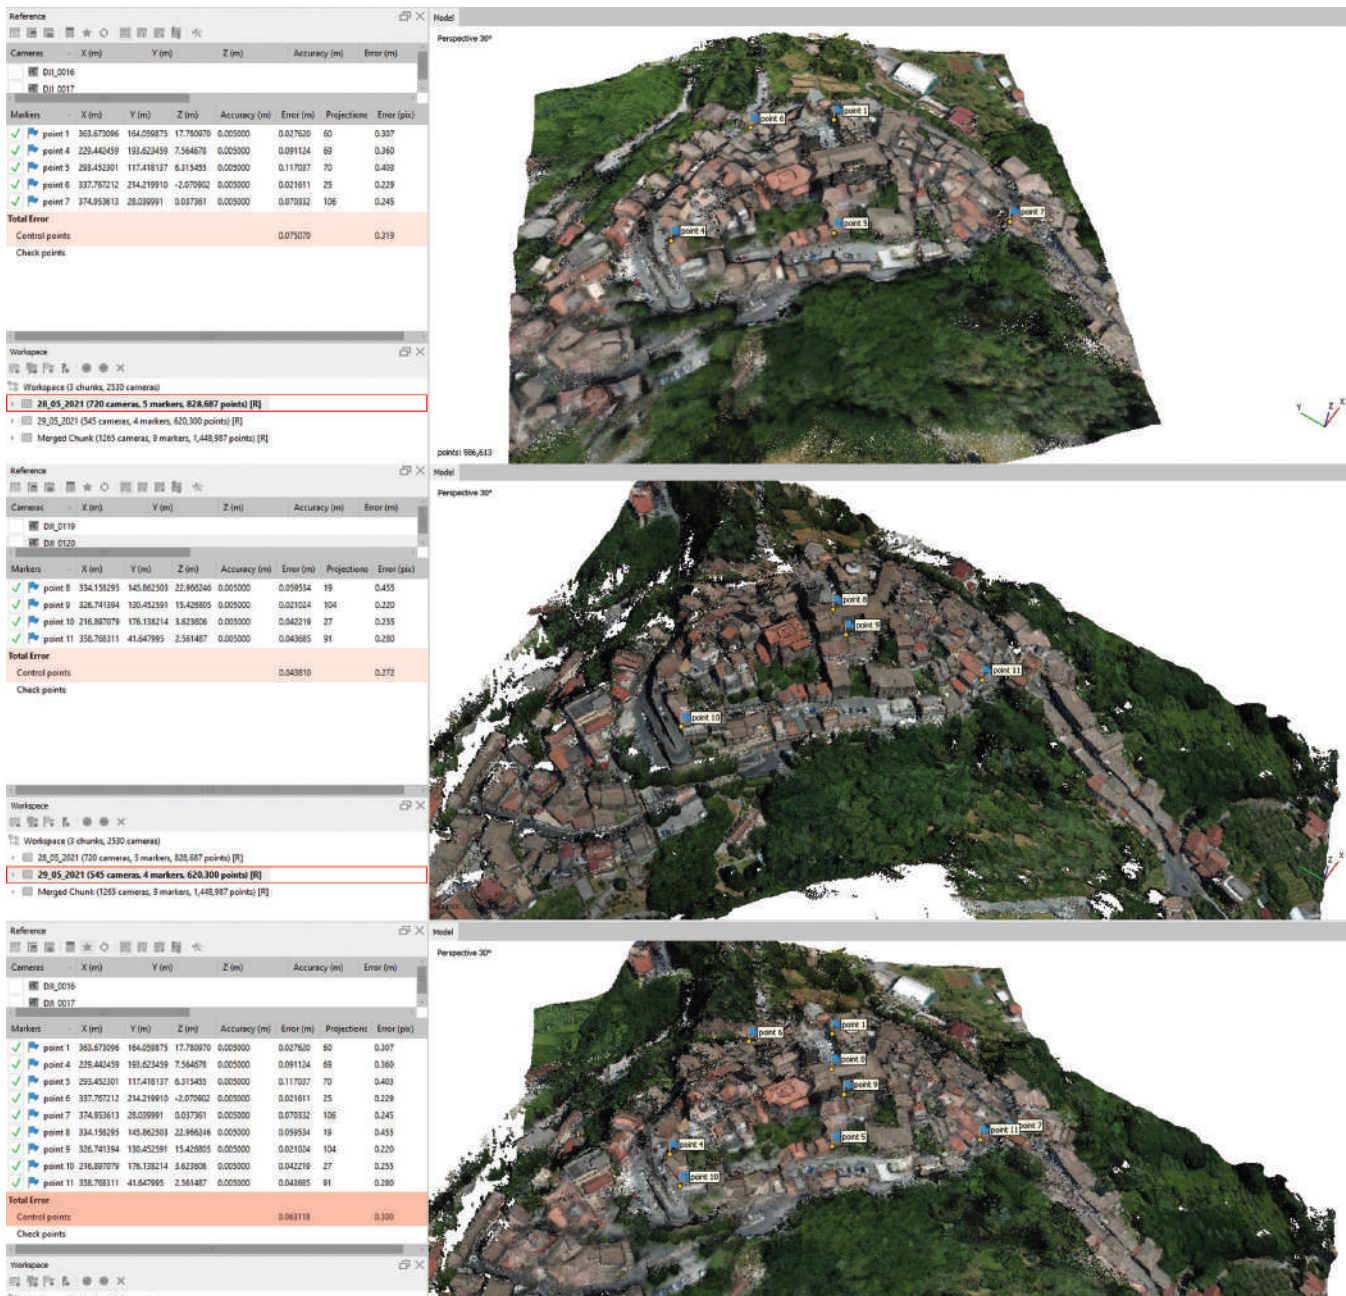 Reference
Cameras X (m) Y (m) Z (m) Accuracy (m) Error (m)
DJI_0016
DJI_0017
Markers X (m) Y (m) Z (m) Accuracy (m) Error (m) Projections Error (pix)
point 1 363.673096 164.059875 17.780970 0.005000 0.027620 60 0.307
point 4 229.442459 193.623459 7.564678 0.005000 0.091124 69 0.360
point 5 293.452301 117.418137 6.315455 0.005000 0.117037 70 0.403
point 6 337.767212 214.219910 -2.070902 0.005000 0.021611 25 0.229
point 7 374.953613 28.039991 0.037361 0.005000 0.070332 106 0.245
Total Error
Control points 0.075070 0.319
Check points
Workspace
Workspace (3 chunks, 2530 cameras)
28_05_2021 (720 cameras, 5 markers, 828,687 points) [R]
29_05_2021 (545 cameras, 4 markers, 620,300 points) [R]
Merged Chunk (1265 cameras, 9 markers, 1,448,987 points) [R]
Model
Perspective 30°
point 6
point 1
point 4
point 5
point 7
points: 586,613
Y Z X
Reference
Cameras X (m) Y (m) Z (m) Accuracy (m) Error (m)
DJI_0119
DJI_0120
Markers X (m) Y (m) Z (m) Accuracy (m) Error (m) Projections Error (pix)
point 8 334.158295 145.862503 22.966246 0.005000 0.059534 19 0.455
point 9 326.741394 130.452591 15.426805 0.005000 0.021024 104 0.220
point 10 216.897079 176.138214 3.623606 0.005000 0.042219 27 0.255
point 11 358.768311 41.647995 2.561487 0.005000 0.043685 91 0.280
Total Error
Control points 0.043810 0.272
Check points
Workspace
Workspace (3 chunks, 2530 cameras)
28_05_2021 (720 cameras, 5 markers, 828,687 points) [R]
29_05_2021 (545 cameras, 4 markers, 620,300 points) [R]
Merged Chunk (1265 cameras, 9 markers, 1,448,987 points) [R]
Model
Perspective 30°
point 8
point 9
point 11
point 10
Z X
Reference
Cameras X (m) Y (m) Z (m) Accuracy (m) Error (m)
DJI_0016
DJI_0017
Markers X (m) Y (m) Z (m) Accuracy (m) Error (m) Projections Error (pix)
point 1 363.673096 164.059875 17.780970 0.005000 0.027620 60 0.307
point 4 229.442459 193.623459 7.564678 0.005000 0.091124 69 0.360
point 5 293.452301 117.418137 6.315455 0.005000 0.117037 70 0.403
point 6 337.767212 214.219910 -2.070902 0.005000 0.021611 25 0.229
point 7 374.953613 28.039991 0.037361 0.005000 0.070332 106 0.245
point 8 334.158295 145.862503 22.966246 0.005000 0.059534 19 0.455
point 9 326.741394 130.452591 15.426805 0.005000 0.021024 104 0.220
point 10 216.897079 176.138214 3.623606 0.005000 0.042219 27 0.255
point 11 358.768311 41.647995 2.561487 0.005000 0.043685 91 0.280
Total Error
Control points 0.063118 0.300
Check points
Workspace
Model
Perspective 30°
point 6
point 1
point 8
point 9
point 4
point 5
point 11
point 7
point 10